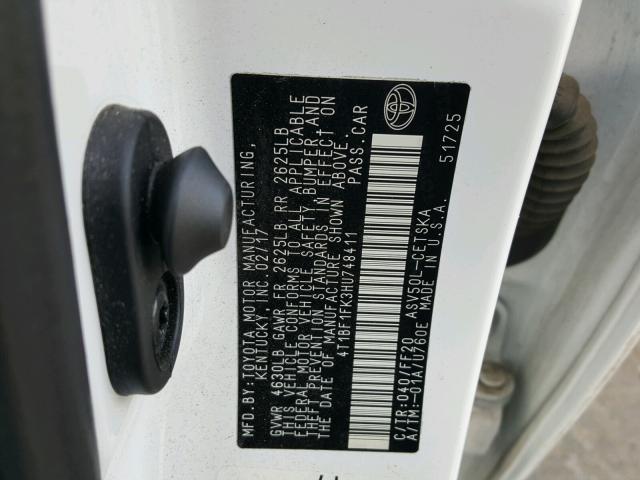 MFD.BY: TOYOTA MOTOR MANUFACTURING,
KENTUCKY, INC. 02/17
GVWR 4630LB GAWR FR 2625LB RR 2625LB
THIS VEHICLE CONFORMS TO ALL APPLICABLE
FEDERAL MOTOR VEHICLE SAFETY, BUMPER, AND
THEFT PREVENTION STANDARDS IN EFFECT ON
THE DATE OF MANUFACTURE SHOWN ABOVE.
4T1BF1FK3HU748411 PASS.CAR
C/TR:040/FF20 ASV50L-CETSKA
A/TM:-01A/U760E MADE IN U.S.A.
51725